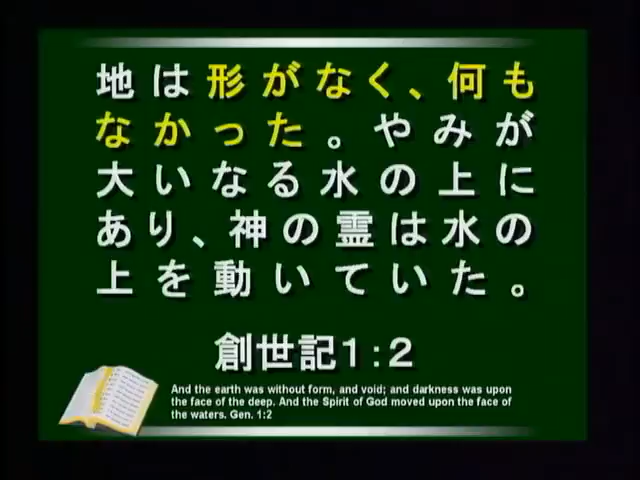 地は形がなく、何も
なかった。やみが
大いなる水の上に
あり、神の霊は水の
上を動いていた。
創世記1:2
And the earth was without form, and void; and darkness was upon
the face of the deep. And the Spirit of God moved upon the face of
the waters. Gen. 1:2